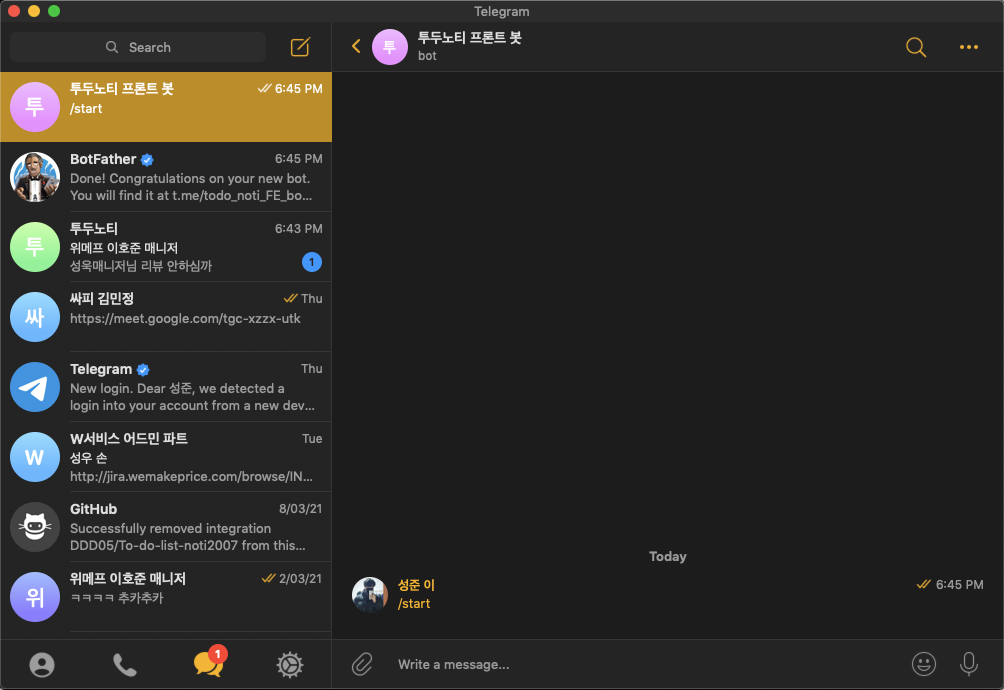 Telegram
Search
투두노티 프론트 봇
6:45 PM
/start
BotFather
6:45 PM
Done! Congratulations on your new bot.
You will find it at t.me/todo_noti_FE_bo...
투두노티
6:43 PM
위메프 이호준 매니저
성욱매니저님 리뷰 안하심까
1
싸피 김민정
Thu
https://meet.google.com/tgc-xzzx-utk
Telegram
Thu
New login. Dear 성준, we detected a
login into your account from a new dev...
W서비스 어드민 파트
Tue
성우 손
http://jira.wemakeprice.com/browse/IN...
GitHub
8/03/21
Successfully removed integration
DDD05/To-do-list-noti2007 from this...
위메프 이호준 매니저
2/03/21
ㅋㅋㅋㅋ 추카추카
투
투
싸
W
위
1
투
투두노티 프론트 봇
bot
Today
성준 이
6:45 PM
/start
Write a message...